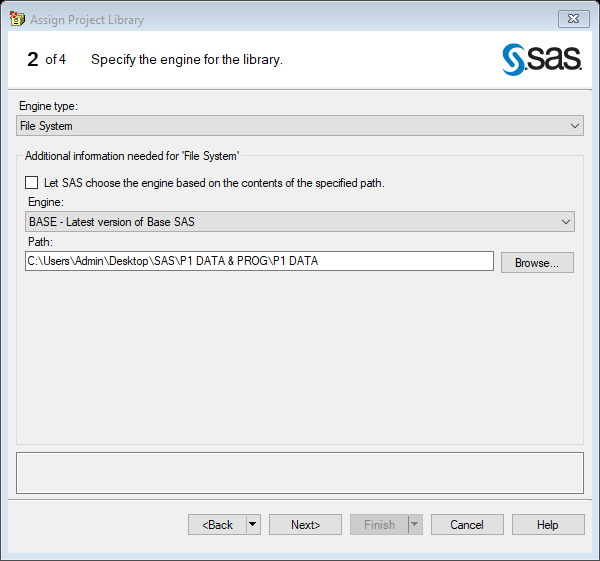 Assign Project Library
2 of 4 Specify the engine for the library.
sas.
Engine type:
File System
Additional information needed for 'File System'
Let SAS choose the engine based on the contents of the specified path.
Engine:
BASE - Latest version of Base SAS
Path:
C:\Users\Admin\Desktop\SAS\P1 DATA & PROG\P1 DATA
Browse...
<Back Next> Finish Cancel Help